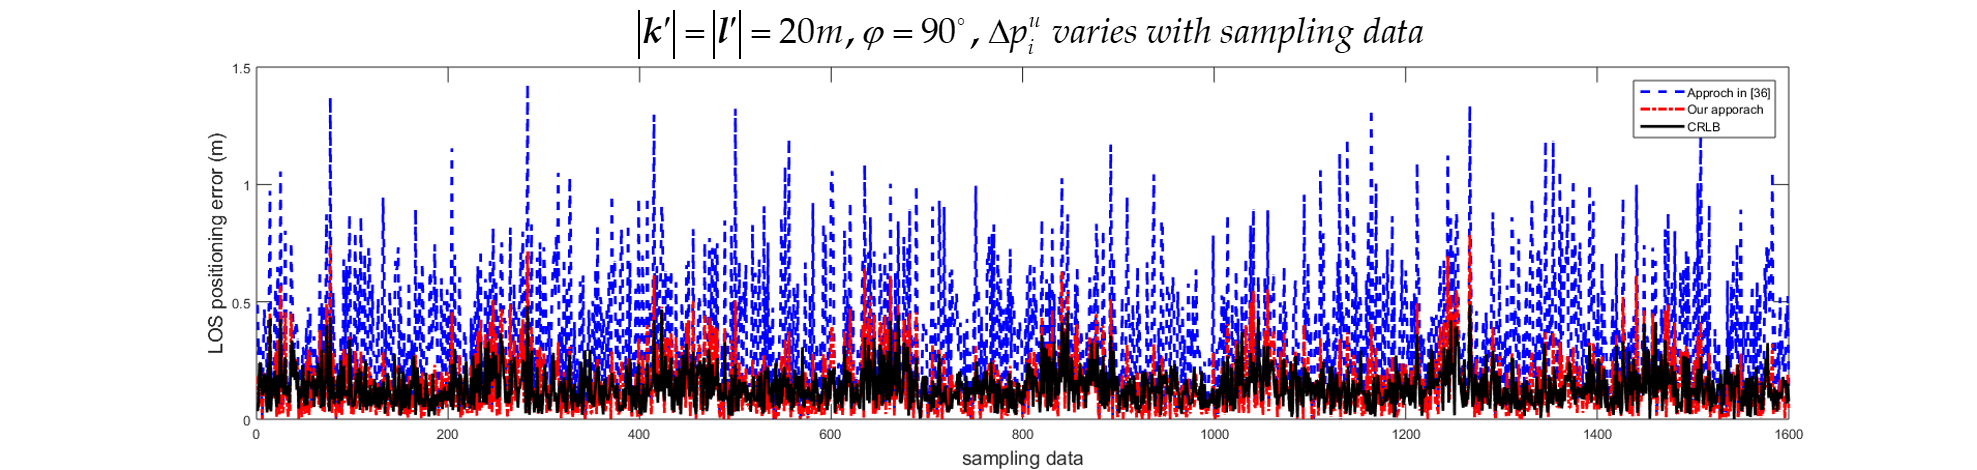 |k'| = |l'| = 20m, φ = 90°, Δp_i^u varies with sampling data
1.5
1
0.5
0
LOS positioning error (m)
Approch in [36]
Our apporach
CRLB
0 200 400 600 800 1000 1200 1400 1600
sampling data